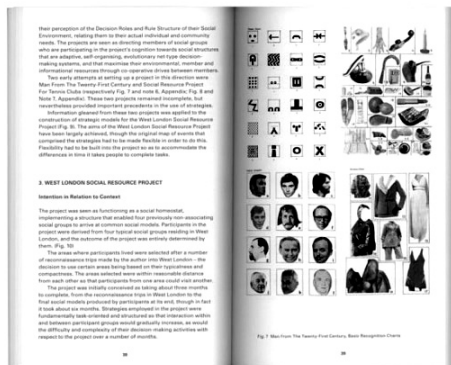 their perception of the Decision Roles and Rule Structure of their Social
Environment, relating them to their actual individual and community
needs. The projects are seen as directing members of social groups
who are participating in the project's cognition towards social structures
that are adaptive, self-organising, evolutionary net-type decision-
making systems, and that maximise their environmental, member and
informational resources through co-operative drives between members.
Two early attempts at setting up a project in this direction were
Man From The Twenty-First Century and Social Resource Project
For Tennis Clubs (respectively Fig. 7 and note 6, Appendix; Fig. 8 and
Note 7, Appendix). These two projects remained incomplete, but
nevertheless provided important precedents in the use of strategies.
Information gleaned from these two projects was applied to the
construction of strategic models for the West London Social Resource
Project (Fig. 9). The aims of the West London Social Resource Project
have been largely achieved, though the original map of events that
comprised the strategies had to be made flexible in order to do this.
Flexibility had to be built into the project so as to accommodate the
differences in time it takes people to complete tasks.
3. WEST LONDON SOCIAL RESOURCE PROJECT
Intention in Relation to Context
The project was seen as functioning as a social homeostat,
implementing a structure that enabled four previously non-associating
social groups to arrive at common social models. Participants in the
project were derived from four typical social groups residing in West
London, and the outcome of the project was entirely determined by
them. (Fig. 10)
The areas where participants lived were selected after a number
of reconnaissance trips made by the author into West London – the
decision to use certain areas being based on their typicalness and
compactness. The areas selected were within reasonable distance
from each other so that participants from one area could visit another.
The project was initially conceived as taking about three months
to complete, from the reconnaissance trips in West London to the
final social models produced by participants at its end, though in fact
it took about six months. Strategies employed in the project were
fundamentally task-oriented and structured so that interaction within
and between participant groups would gradually increase, as would
the difficulty and complexity of their decision-making activities with
respect to the project over a number of months.
Fig. 7 Man From The Twenty-First Century, Basic Recognition Charts